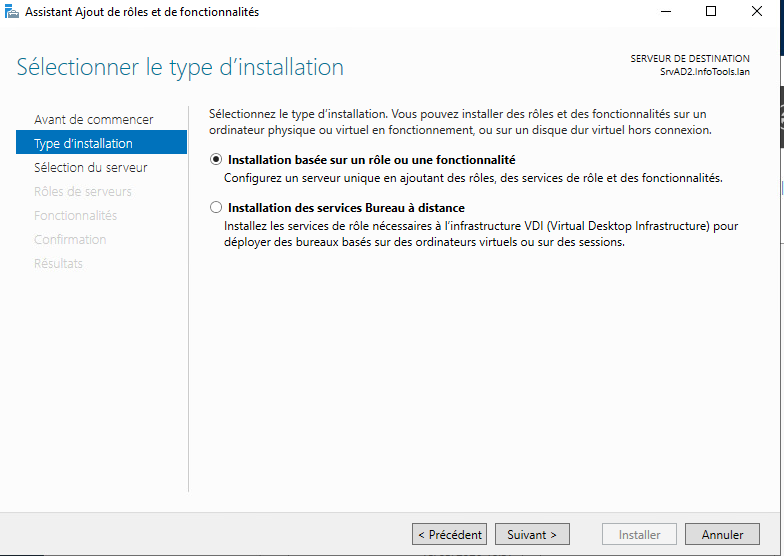 Assistant Ajout de rôles et de fonctionnalités
Sélectionner le type d’installation
SERVEUR DE DESTINATION
SrvAD2.InfoTools.lan
Avant de commencer
Type d’installation
Sélection du serveur
Rôles de serveurs
Fonctionnalités
Confirmation
Résultats
Sélectionnez le type d’installation. Vous pouvez installer des rôles et des fonctionnalités sur un
ordinateur physique ou virtuel en fonctionnement, ou sur un disque dur virtuel hors connexion.
Installation basée sur un rôle ou une fonctionnalité
Configurez un serveur unique en ajoutant des rôles, des services de rôle et des fonctionnalités.
Installation des services Bureau à distance
Installez les services de rôle nécessaires à l’infrastructure VDI (Virtual Desktop Infrastructure) pour
déployer des bureaux basés sur des ordinateurs virtuels ou sur des sessions.
< Précédent
Suivant >
Installer
Annuler